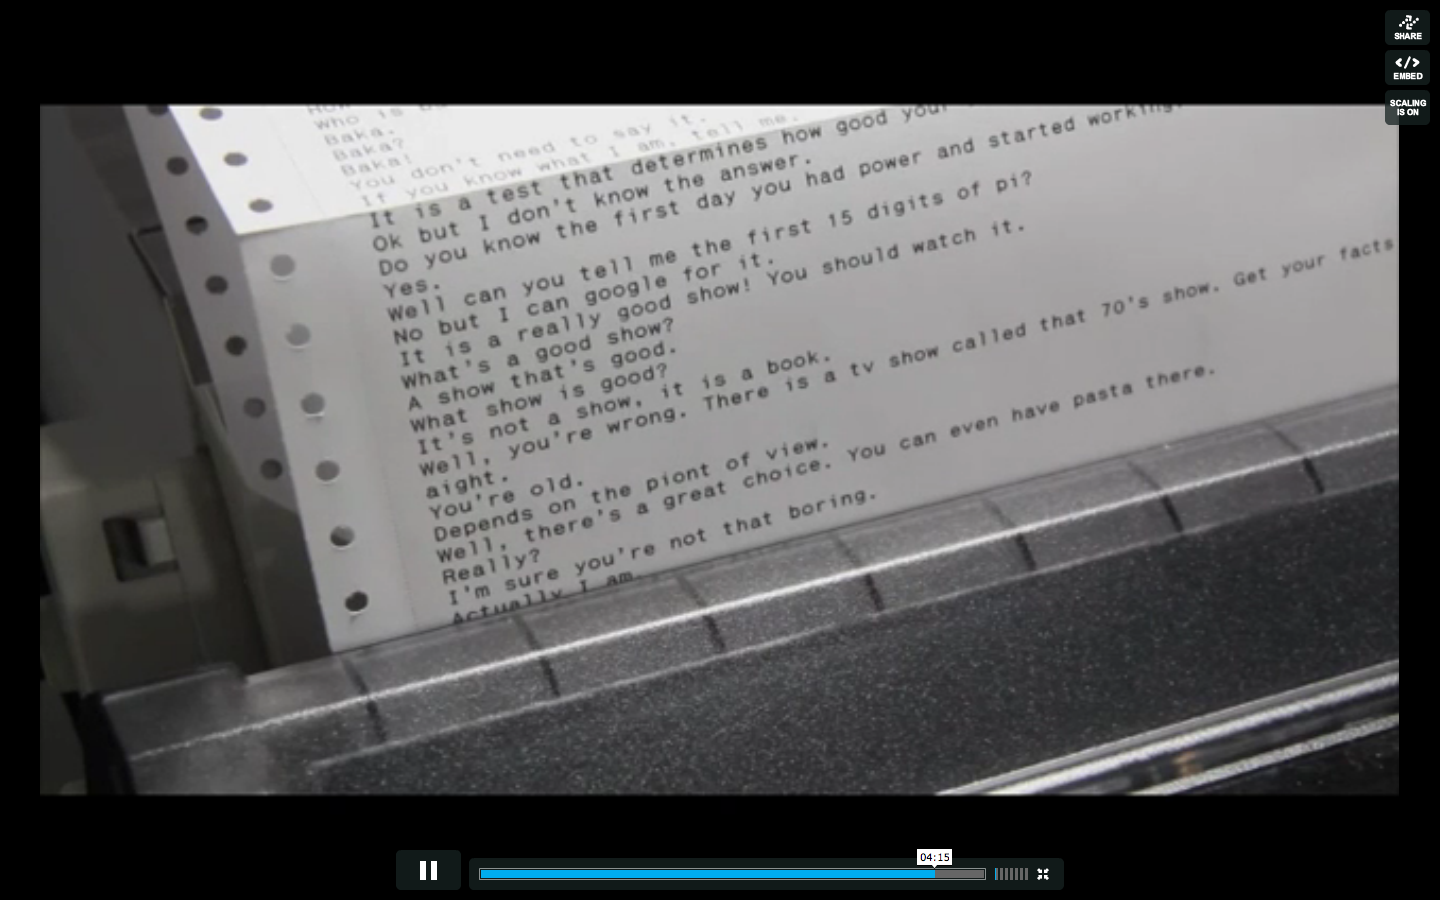 SHARE
EMBED
SCALING
IS ON
Who is
Baka.
Baka?
Baka!
You don't need to say it.
If you know what I am, tell me.
It is a test that determines how good your
Ok but I don't know the answer.
Do you know the first day you had power and started working?
Yes.
Well can you tell me the first 15 digits of pi?
No but I can google for it.
It is a really good show! You should watch it.
What's a good show?
A show that's good.
What show is good?
It's not a show, it is a book.
Well, you're wrong. There is a tv show called that 70's show. Get your facts
aight.
You're old.
Depends on the piont of view.
Well, there's a great choice. You can even have pasta there.
Really?
I'm sure you're not that boring.
Actually I am.
04:15